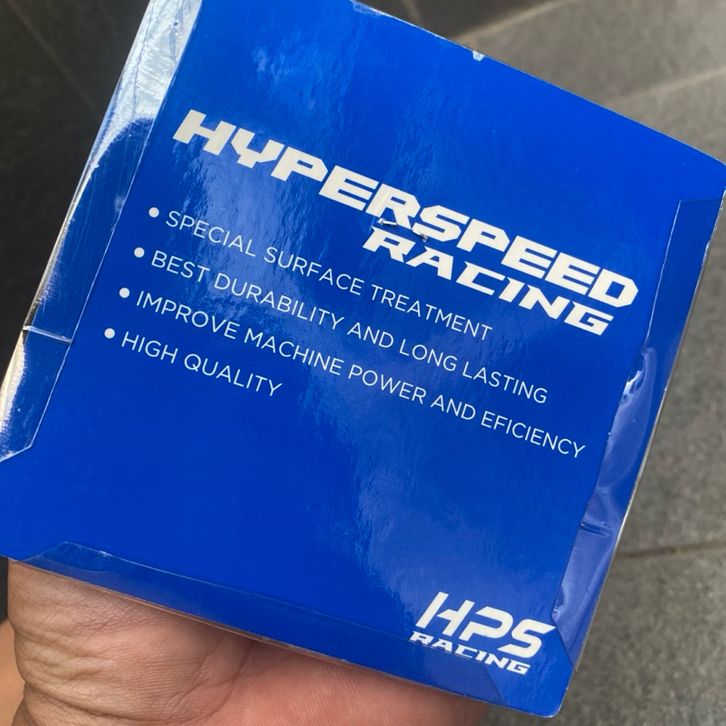 HYPERSPEED
RACING
• SPECIAL SURFACE TREATMENT
• BEST DURABILITY AND LONG LASTING
• IMPROVE MACHINE POWER AND EFICIENCY
• HIGH QUALITY
HPS
RACING